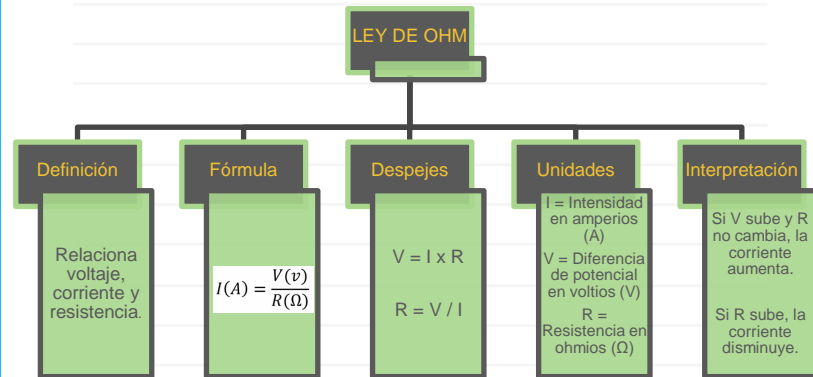 LEY DE OHM
Definición
Relaciona
voltaje,
corriente y
resistencia.
Fórmula
I(A) = V(v) / R(Ω)
Despejes
V = I x R
R = V / I
Unidades
I = Intensidad
en amperios
(A)
V = Diferencia
de potencial
en voltios (V)
R =
Resistencia en
ohmios (Ω)
Interpretación
Si V sube y R
no cambia, la
corriente
aumenta.
Si R sube, la
corriente
disminuye.